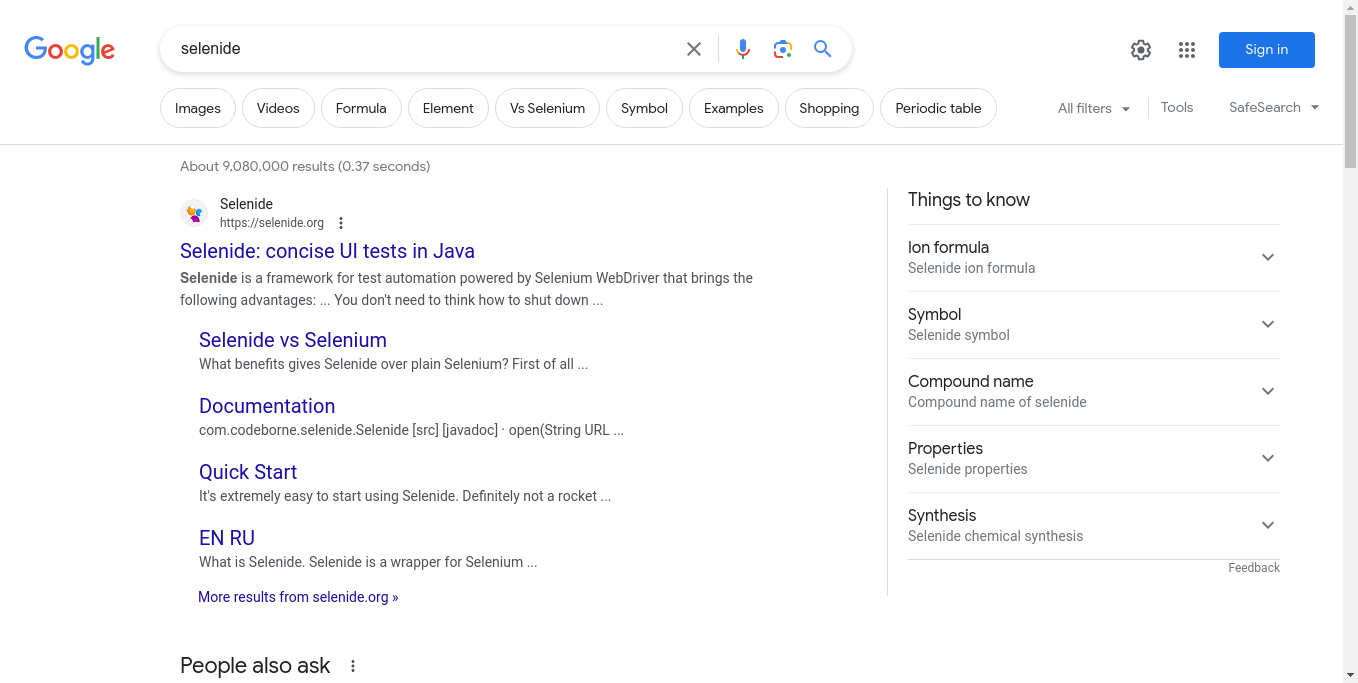 Google
selenide
Sign in
Images
Videos
Formula
Element
Vs Selenium
Symbol
Examples
Shopping
Periodic table
All filters
Tools
SafeSearch
About 9,080,000 results (0.37 seconds)
Selenide
https://selenide.org
Selenide: concise UI tests in Java
Selenide is a framework for test automation powered by Selenium WebDriver that brings the
following advantages: ... You don't need to think how to shut down ...
Selenide vs Selenium
What benefits gives Selenide over plain Selenium? First of all ...
Documentation
com.codeborne.selenide.Selenide [src] [javadoc] · open(String URL ...
Quick Start
It's extremely easy to start using Selenide. Definitely not a rocket ...
EN RU
What is Selenide. Selenide is a wrapper for Selenium ...
More results from selenide.org »
People also ask
Things to know
Ion formula
Selenide ion formula
Symbol
Selenide symbol
Compound name
Compound name of selenide
Properties
Selenide properties
Synthesis
Selenide chemical synthesis
Feedback